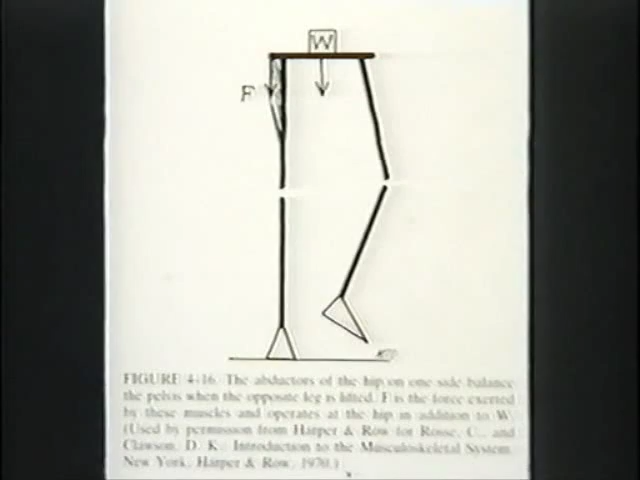 W
F
FIGURE 4-16. The abductors of the hip on one side balance
the pelvis when the opposite leg is lifted. F is the force exerted
by these muscles and operates at the hip in addition to W.
(Used by permission from Harper & Row for Rosse, C., and
Clawson, D. K.: Introduction to the Musculoskeletal System.
New York, Harper & Row, 1970.)